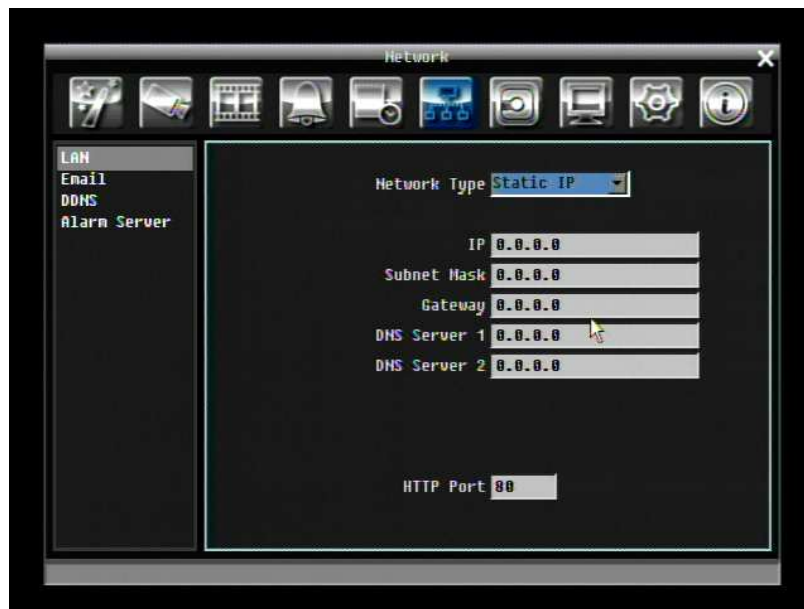 Network
LAN
Email
DDNS
Alarm Server
Network Type Static IP
IP 0.0.0.0
Subnet Mask 0.0.0.0
Gateway 0.0.0.0
DNS Server 1 0.0.0.0
DNS Server 2 0.0.0.0
HTTP Port 80